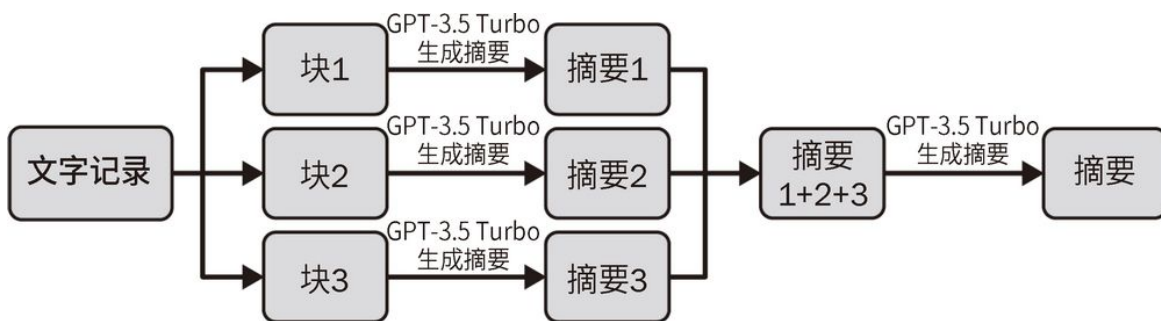 文字记录
块1
GPT-3.5 Turbo
生成摘要
摘要1
块2
GPT-3.5 Turbo
生成摘要
摘要2
块3
GPT-3.5 Turbo
生成摘要
摘要3
摘要
1+2+3
GPT-3.5 Turbo
生成摘要
摘要